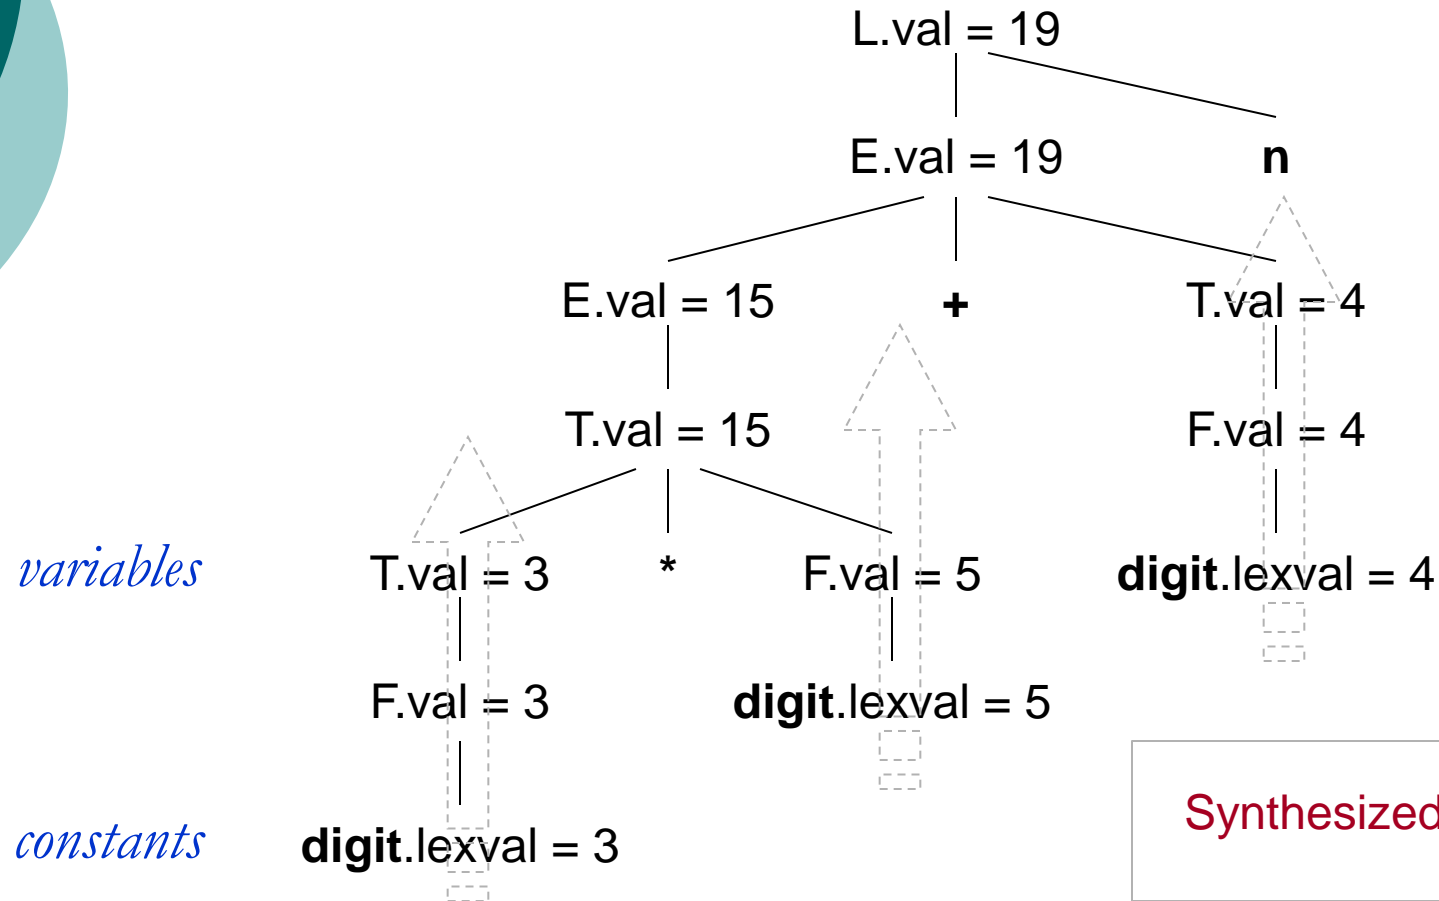 L.val = 19
E.val = 19 n
E.val = 15 + T.val = 4
T.val = 15 F.val = 4
variables T.val = 3 * F.val = 5 digit.lexval = 4
F.val = 3 digit.lexval = 5
Synthesized
constants digit.lexval = 3